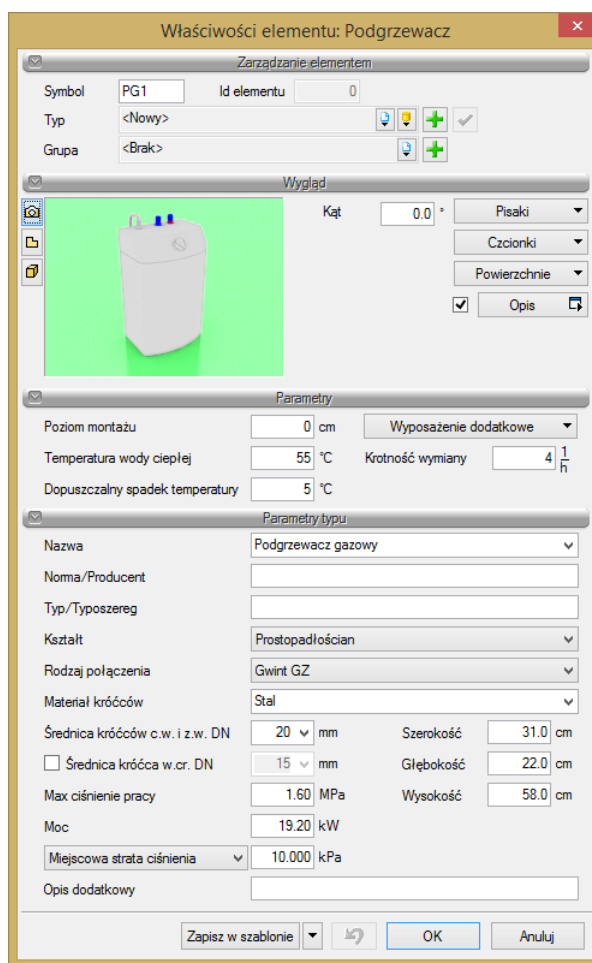 Właściwości elementu: Podgrzewacz
Zarządzanie elementem
Symbol PG1 Id elementu 0
Typ <Nowy>
Grupa <Brak>
Wygląd
Kąt 0.0 ° Pisaki
Czcionki
Powierzchnie
Opis
Parametry
Poziom montażu 0 cm Wyposażenie dodatkowe
Temperatura wody ciepłej 55 °C Krotność wymiany 4 1/h
Dopuszczalny spadek temperatury 5 °C
Parametry typu
Nazwa Podgrzewacz gazowy
Norma/Producent
Typ/Typoszereg
Kształt Prostopadłościan
Rodzaj połączenia Gwint GZ
Materiał króćców Stal
Średnica króćców c.w. i z.w. DN 20 mm Szerokość 31.0 cm
Średnica króćca w.cr. DN 15 mm Głębokość 22.0 cm
Max ciśnienie pracy 1.60 MPa Wysokość 58.0 cm
Moc 19.20 kW
Miejscowa strata ciśnienia 10.000 kPa
Opis dodatkowy
Zapisz w szablonie OK Anuluj